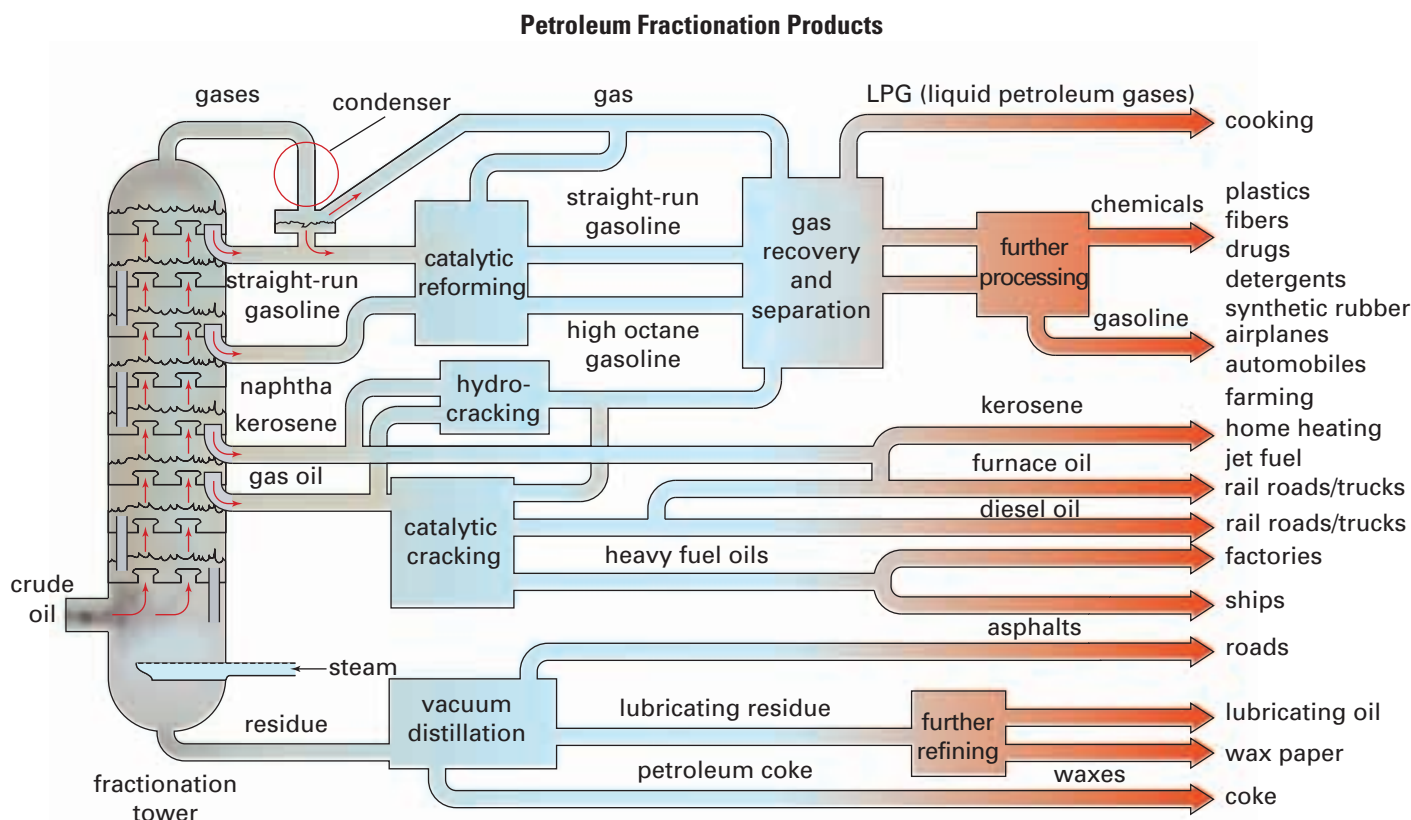 Petroleum Fractionation Products
gases
condenser
gas
LPG (liquid petroleum gases)
cooking
straight-run
gasoline
catalytic
reforming
straight-run
gasoline
high octane
gasoline
gas
recovery
and
separation
further
processing
chemicals
plastics
fibers
drugs
detergents
synthetic rubber
gasoline
airplanes
automobiles
farming
naphtha
kerosene
hydro-
cracking
kerosene
home heating
jet fuel
gas oil
furnace oil
rail roads/trucks
catalytic
cracking
diesel oil
rail roads/trucks
heavy fuel oils
factories
ships
crude
oil
steam
asphalts
roads
residue
vacuum
distillation
lubricating residue
further
refining
lubricating oil
wax paper
waxes
petroleum coke
coke
fractionation
tower